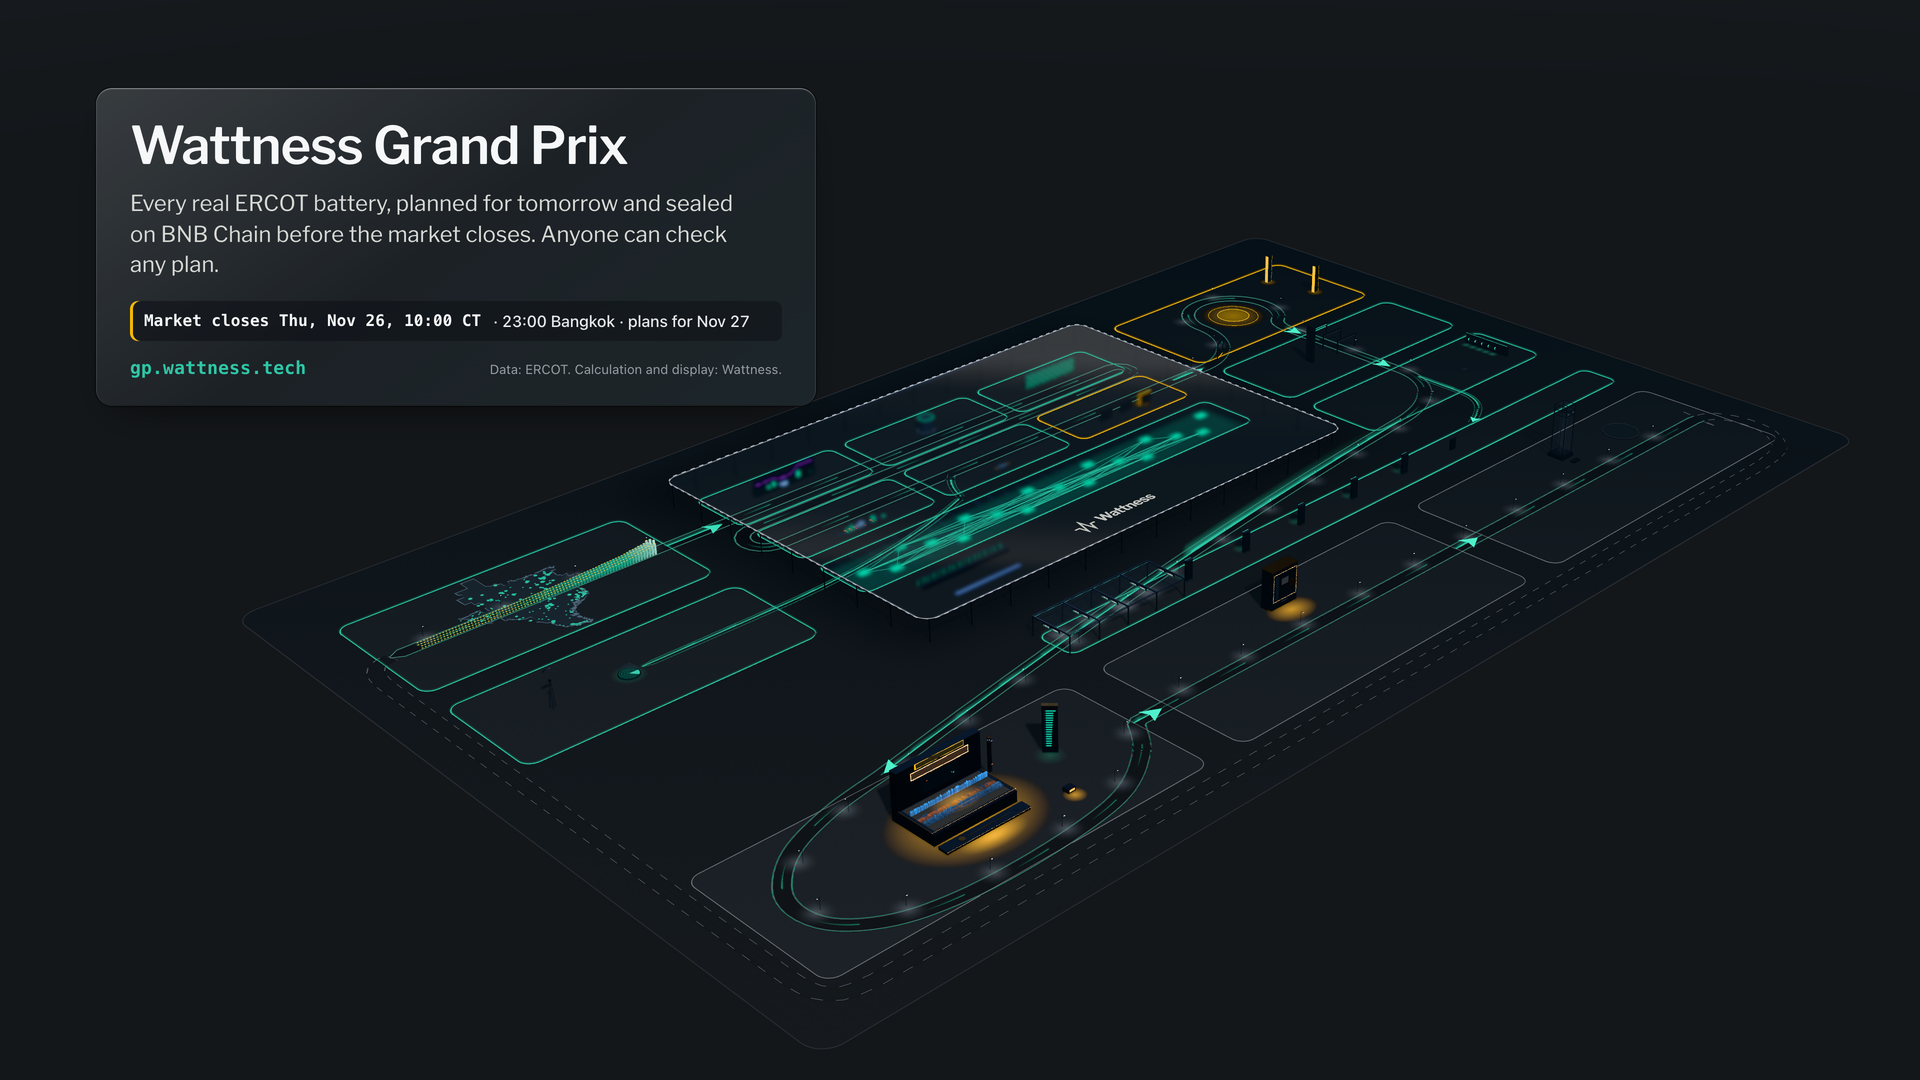 Wattness Grand Prix
Every real ERCOT battery, planned for tomorrow and sealed
on BNB Chain before the market closes. Anyone can check
any plan.
Market closes Thu, Nov 26, 10:00 CT · 23:00 Bangkok · plans for Nov 27
gp.wattness.tech
Data: ERCOT. Calculation and display: Wattness.
Wattness